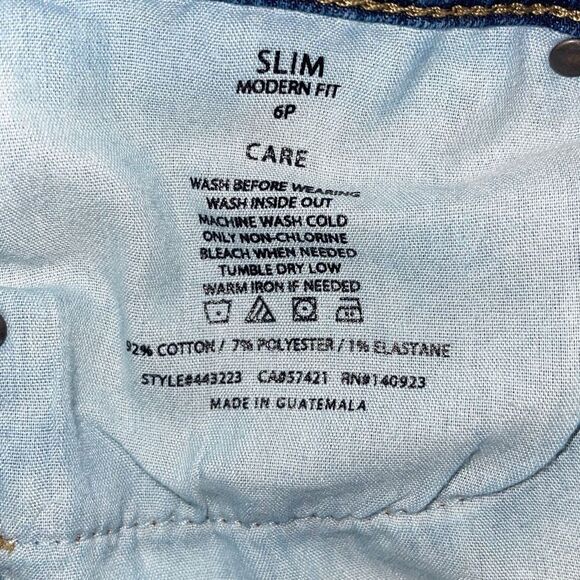 SLIM
MODERN FIT
6P
CARE
WASH BEFORE WEARING
WASH INSIDE OUT
MACHINE WASH COLD
ONLY NON-CHLORINE
BLEACH WHEN NEEDED
TUMBLE DRY LOW
WARM IRON IF NEEDED
92% COTTON / 7% POLYESTER / 1% ELASTANE
STYLE#443223 CA#57421 RN#140923
MADE IN GUATEMALA